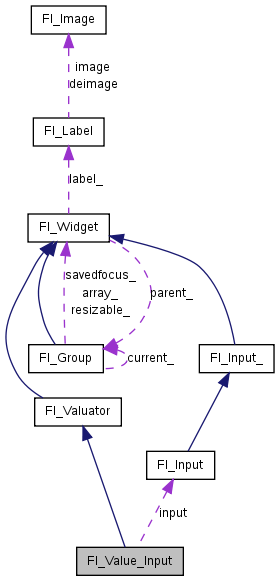 Fl_Image
image
deimage
Fl_Label
label_
Fl_Widget
savedfocus_
array_
resizable_
parent_
Fl_Group
current_
Fl_Input_
Fl_Valuator
Fl_Input
input
Fl_Value_Input